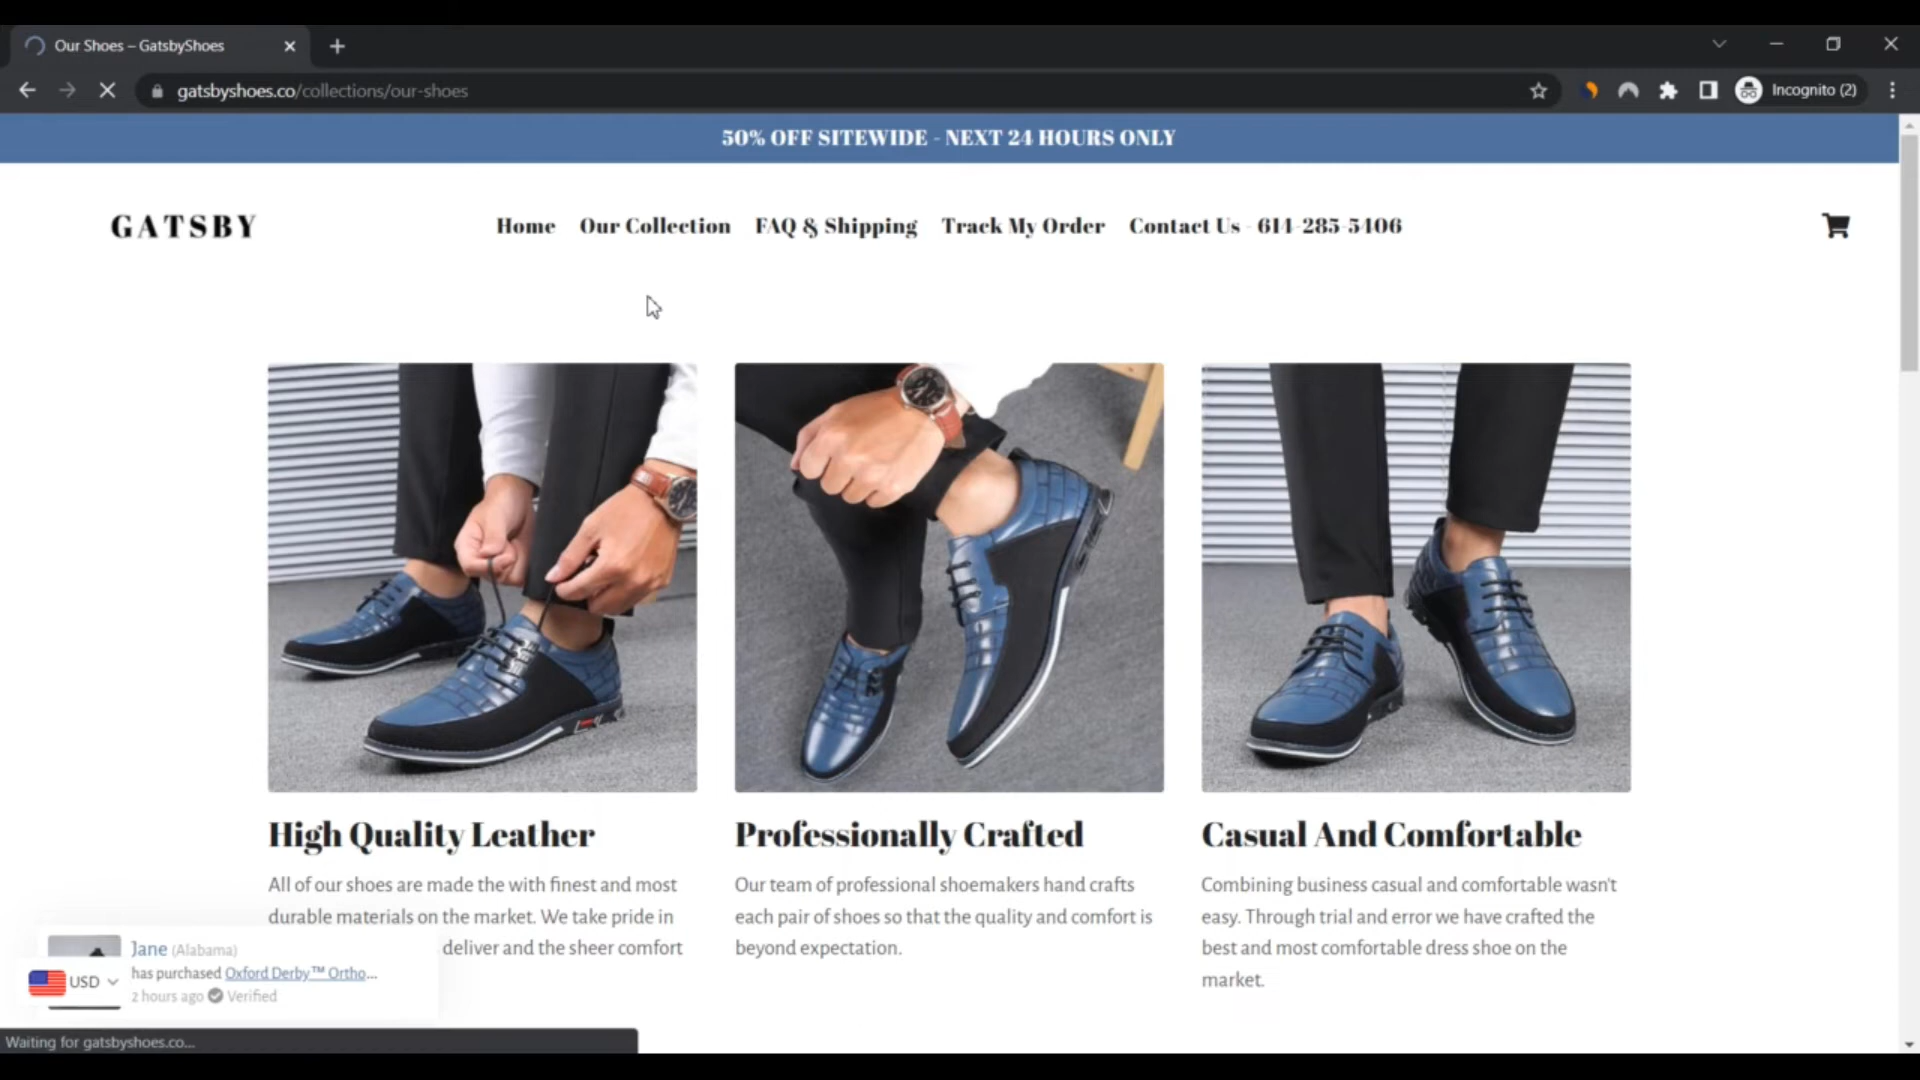 Our Shoes – GatsbyShoes
gatsbyshoes.co/collections/our-shoes
Incognito (2)
50% OFF SITEWIDE - NEXT 24 HOURS ONLY
GATSBY
Home Our Collection FAQ & Shipping Track My Order Contact Us - 614-285-5406
High Quality Leather
All of our shoes are made the with finest and most
durable materials on the market. We take pride in
deliver and the sheer comfort
Professionally Crafted
Our team of professional shoemakers hand crafts
each pair of shoes so that the quality and comfort is
beyond expectation.
Casual And Comfortable
Combining business casual and comfortable wasn't
easy. Through trial and error we have crafted the
best and most comfortable dress shoe on the
market.
Jane (Alabama)
has purchased Oxford Derby™ Ortho...
2 hours ago Verified
USD
Waiting for gatsbyshoes.co...